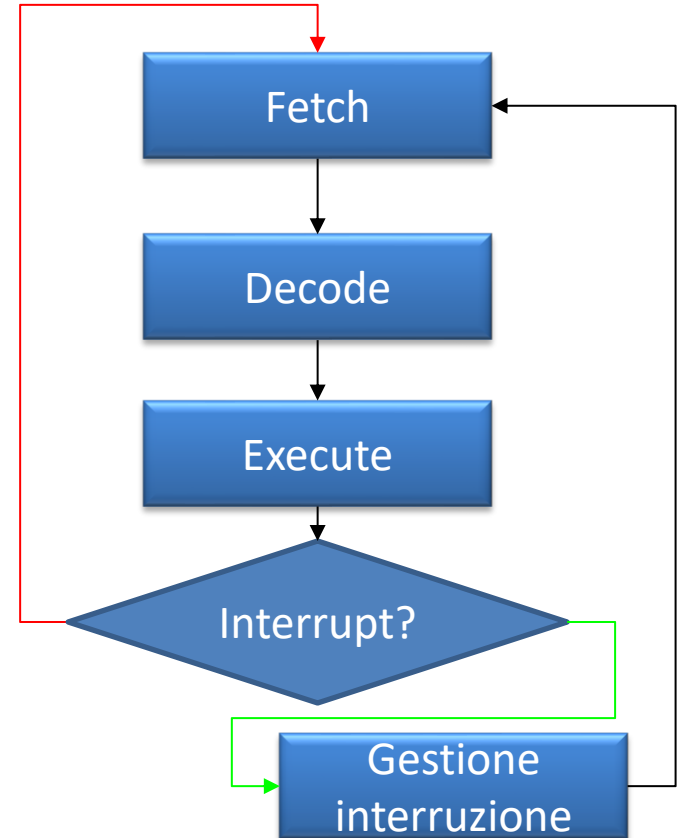 Fetch
Decode
Execute
Interrupt?
Gestione
interruzione